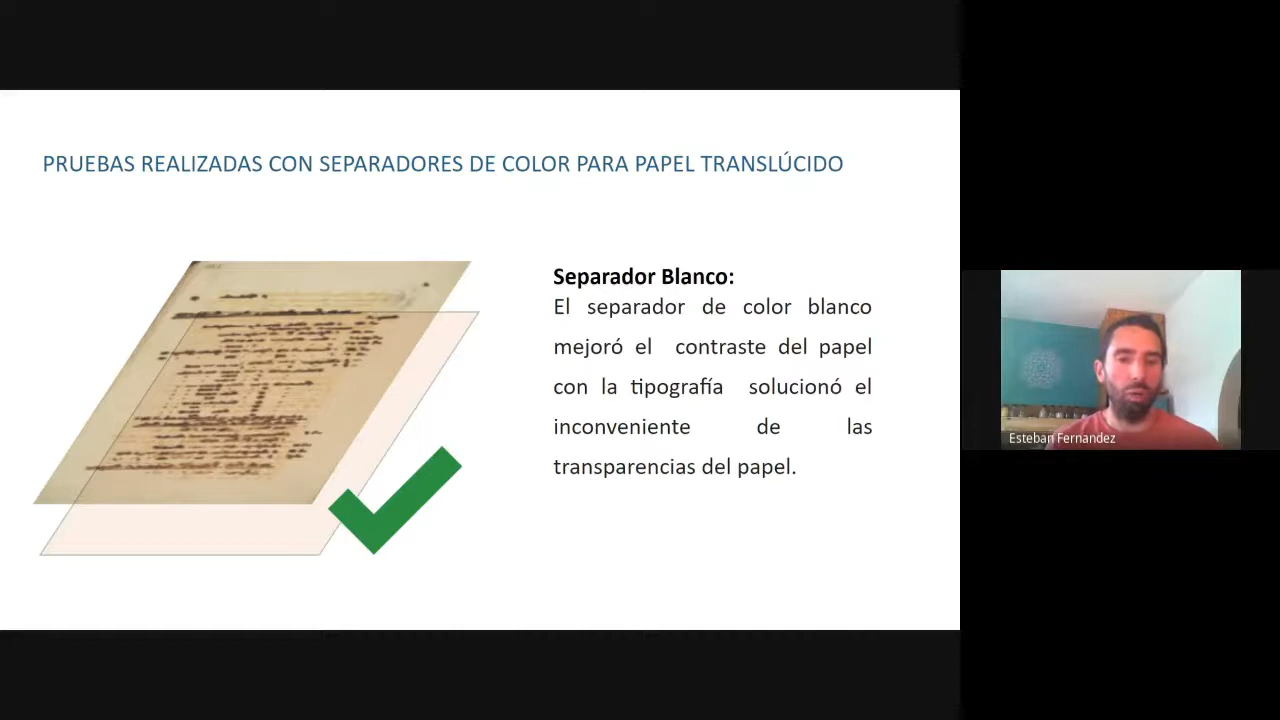 PRUEBAS REALIZADAS CON SEPARADORES DE COLOR PARA PAPEL TRANSLÚCIDO
Separador Blanco:
El separador de color blanco
mejoró el contraste del papel
con la tipografía solucionó el
inconveniente de las
transparencias del papel.
Esteban Fernandez